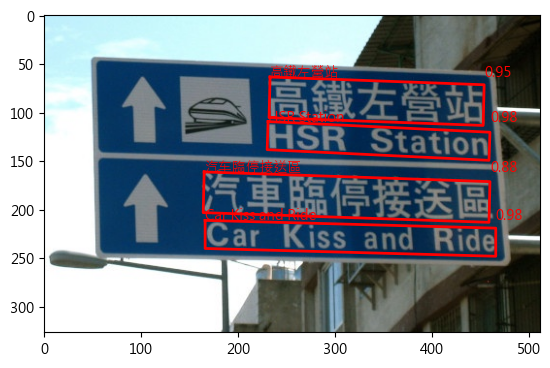 0
高鐵左營站 0.95
50
高鐵左營站
100
HSR Station 0.98
HSR Station
150
汽車臨停接送區 0.88
汽車臨停接送區
200
Car Kiss and Ride 0.98
Car Kiss and Ride
250
300
0 100 200 300 400 500